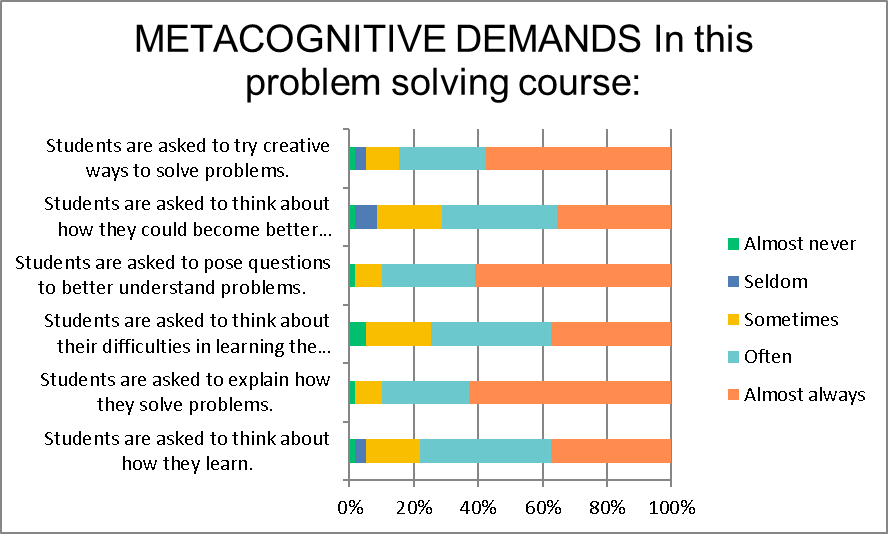 METACOGNITIVE DEMANDS In this
problem solving course:
Students are asked to try creative
ways to solve problems.
Students are asked to think about
how they could become better...
Students are asked to pose questions
to better understand problems.
Students are asked to think about
their difficulties in learning the...
Students are asked to explain how
they solve problems.
Students are asked to think about
how they learn.
0% 20% 40% 60% 80% 100%
Almost never
Seldom
Sometimes
Often
Almost always